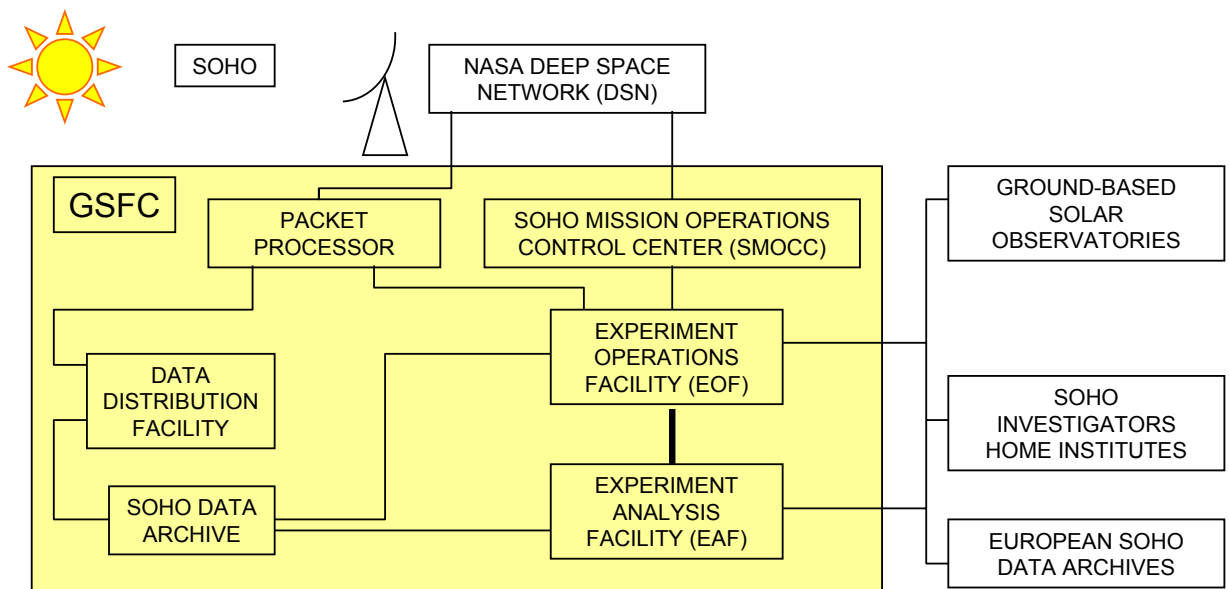 SOHO
NASA DEEP SPACE
NETWORK (DSN)
GSFC
PACKET
PROCESSOR
SOHO MISSION OPERATIONS
CONTROL CENTER (SMOCC)
GROUND-BASED
SOLAR
OBSERVATORIES
EXPERIMENT
OPERATIONS
FACILITY (EOF)
DATA
DISTRIBUTION
FACILITY
SOHO
INVESTIGATORS
HOME INSTITUTES
SOHO DATA
ARCHIVE
EXPERIMENT
ANALYSIS
FACILITY (EAF)
EUROPEAN SOHO
DATA ARCHIVES